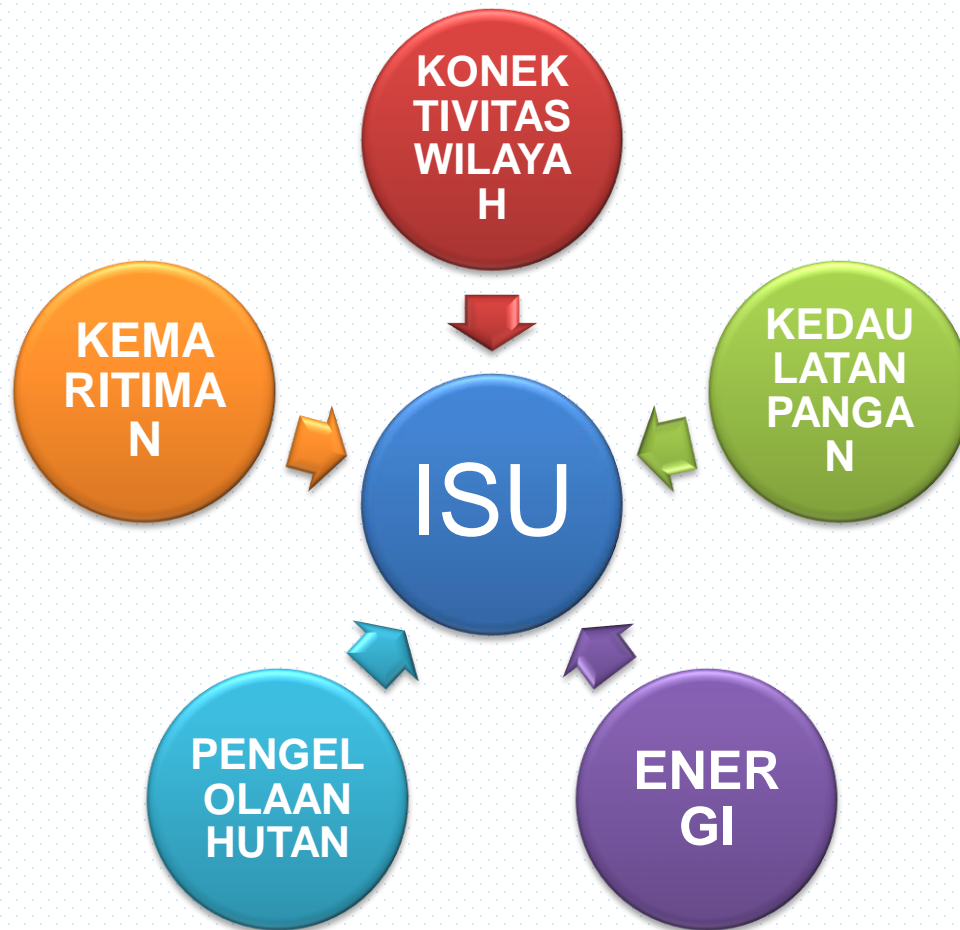 KONEK
TIVITAS
WILAYA
H
KEMA
RITIMA
N
KEDAU
LATAN
PANGA
N
ISU
PENGEL
OLAAN
HUTAN
ENER
GI